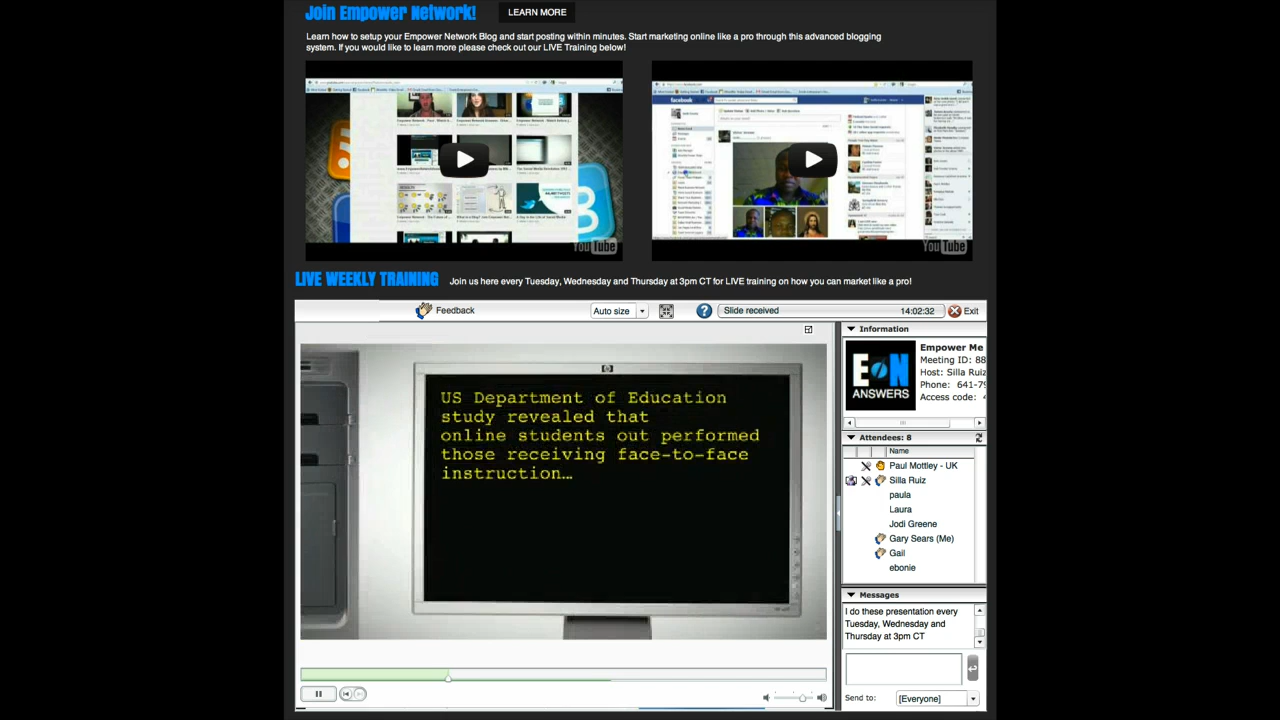 Join Empower Network!
LEARN MORE
Learn how to setup your Empower Network Blog and start posting within minutes. Start marketing online like a pro through this advanced blogging
system. If you would like to learn more please check out our LIVE Training below!
facebook
YouTube
YouTube
LIVE WEEKLY TRAINING
Join us here every Tuesday, Wednesday and Thursday at 3pm CT for LIVE training on how you can market like a pro!
Feedback
Auto size
?
Slide received
14:02:32
Exit
hp
US Department of Education
study revealed that
online students out performed
those receiving face-to-face
instruction…
Information
EN
ANSWERS
Empower Me
Meeting ID: 88
Host: Silla Ruiz
Phone: 641-79
Access code: 4
Attendees: 8
Name
Paul Mottley - UK
Silla Ruiz
paula
Laura
Jodi Greene
Gary Sears (Me)
Gail
ebonie
Messages
I do these presentation every
Tuesday, Wednesday and
Thursday at 3pm CT
Send to:
[Everyone]